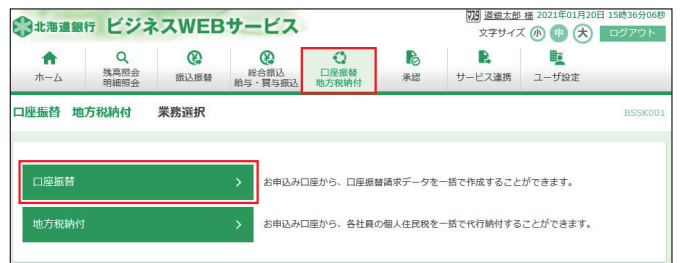 北海道銀行 ビジネスWEBサービス
道銀太郎 様 2021年01月20日 15時36分06秒
文字サイズ 小 中 大 ログアウト
ホーム
残高照会
明細照会
振込振替
総合振込
給与・賞与振込
口座振替
地方税納付
承認
サービス連携
ユーザ設定
口座振替 地方税納付 業務選択 BSSK001
口座振替 お申込み口座から、口座振替請求データを一括で作成することができます。
地方税納付 お申込み口座から、各社員の個人住民税を一括で代行納付することができます。